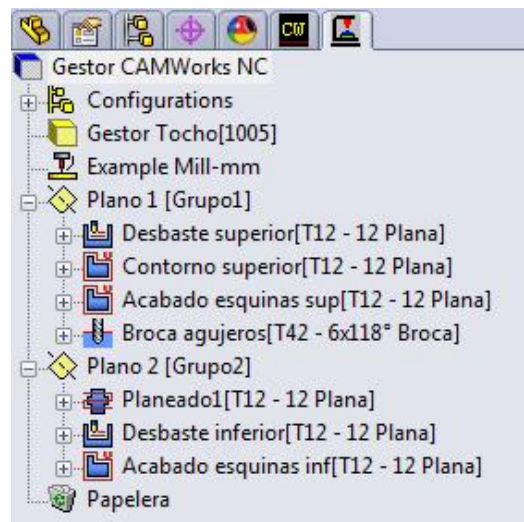 CW
Gestor CAMWorks NC
Configurations
Gestor Tocho[1005]
Example Mill-mm
Plano 1 [Grupo1]
Desbaste superior[T12 - 12 Plana]
Contorno superior[T12 - 12 Plana]
Acabado esquinas sup[T12 - 12 Plana]
Broca agujeros[T42 - 6x118° Broca]
Plano 2 [Grupo2]
Planeado1[T12 - 12 Plana]
Desbaste inferior[T12 - 12 Plana]
Acabado esquinas inf[T12 - 12 Plana]
Papelera